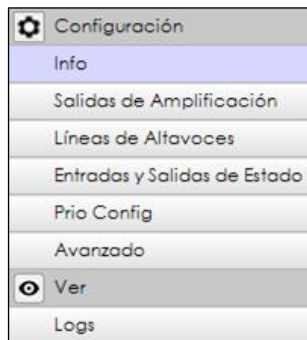 Configuración
Info
Salidas de Amplificación
Líneas de Altavoces
Entradas y Salidas de Estado
Prio Config
Avanzado
Ver
Logs